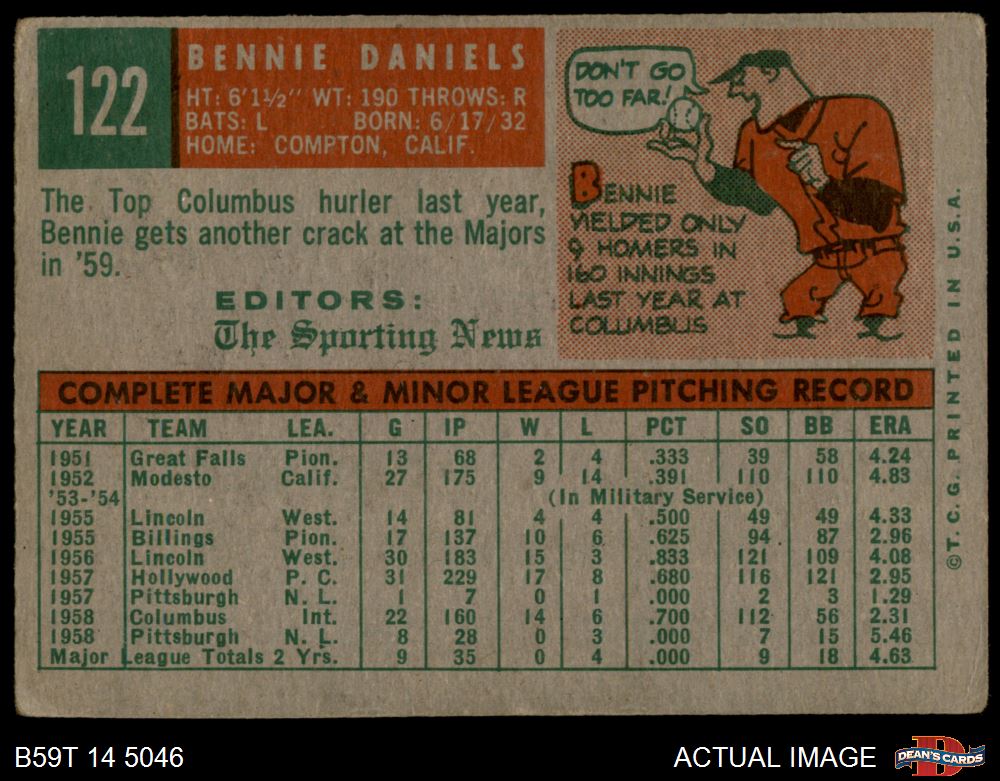 122
BENNIE DANIELS
HT: 6'1½" WT: 190 THROWS: R
BATS: L BORN: 6/17/32
HOME: COMPTON, CALIF.
The Top Columbus hurler last year,
Bennie gets another crack at the Majors
in '59.
EDITORS:
The Sporting News
DON'T GO
TOO FAR!
BENNIE
YIELDED ONLY
9 HOMERS IN
160 INNINGS
LAST YEAR AT
COLUMBUS
COMPLETE MAJOR & MINOR LEAGUE PITCHING RECORD
YEAR TEAM LEA. G IP W L PCT SO BB ERA
1951 Great Falls Pion. 13 68 2 4 .333 39 58 4.24
1952 Modesto Calif. 27 175 9 14 .391 110 110 4.83
'53-'54 (In Military Service)
1955 Lincoln West. 14 81 4 4 .500 49 49 4.33
1955 Billings Pion. 17 137 10 6 .625 94 87 2.96
1956 Lincoln West. 30 183 15 3 .833 121 109 4.08
1957 Hollywood P. C. 31 229 17 8 .680 116 121 2.95
1957 Pittsburgh N. L. 1 7 0 1 .000 2 3 1.29
1958 Columbus Int. 22 160 14 6 .700 112 56 2.31
1958 Pittsburgh N. L. 8 28 0 3 .000 7 15 5.46
Major League Totals 2 Yrs. 9 35 0 4 .000 9 18 4.63
©T. C. G. PRINTED IN U.S.A.
B59T 14 5046
ACTUAL IMAGE
D
DEAN'S CARDS